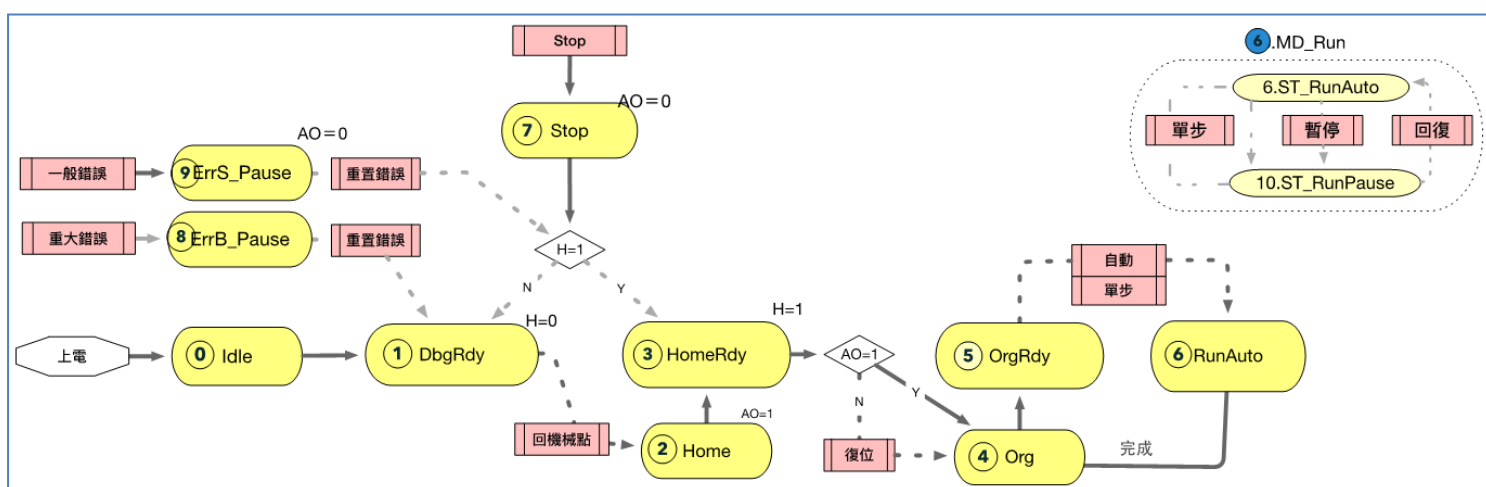 Stop
6.MD_Run
AO=0
7 Stop
6.ST_RunAuto
單步
暫停
回復
10.ST_RunPause
AO=0
一般錯誤
9 ErrS_Pause
重置錯誤
重大錯誤
8 ErrB_Pause
重置錯誤
H=1
N
Y
自動
單步
H=0
H=1
上電
0 Idle
1 DbgRdy
3 HomeRdy
AO=1
5 OrgRdy
6 RunAuto
N
Y
AO=1
回機械點
2 Home
復位
4 Org
完成